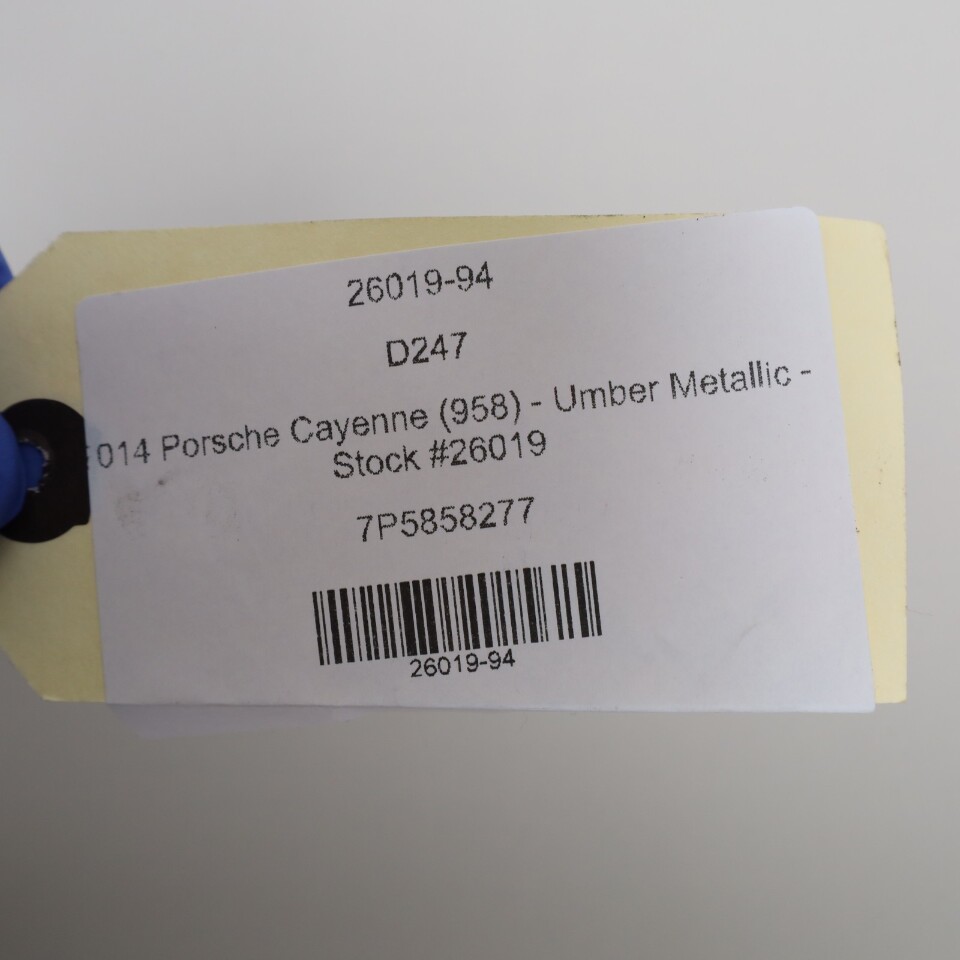 26019-94
D247
014 Porsche Cayenne (958) - Umber Metallic -
Stock #26019
7P5858277
26019-94